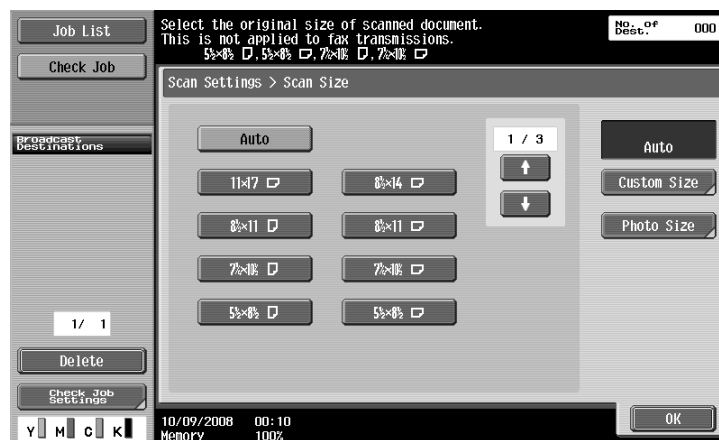 Job List
Check Job
Broadcast
Destinations
1/ 1
Delete
Check Job
Settings
Y M C K
Select the original size of scanned document.
This is not applied to fax transmissions.
5½×8½ , 5½×8½ , 7¼×10½ , 7¼×10½
No. of
Dest. 000
Scan Settings > Scan Size
Auto
11×17 8½×14
8½×11 8½×11
7¼×10½ 7¼×10½
5½×8½ 5½×8½
1 / 3
Auto
Custom Size
Photo Size
10/09/2008 00:10
Memory 100%
OK